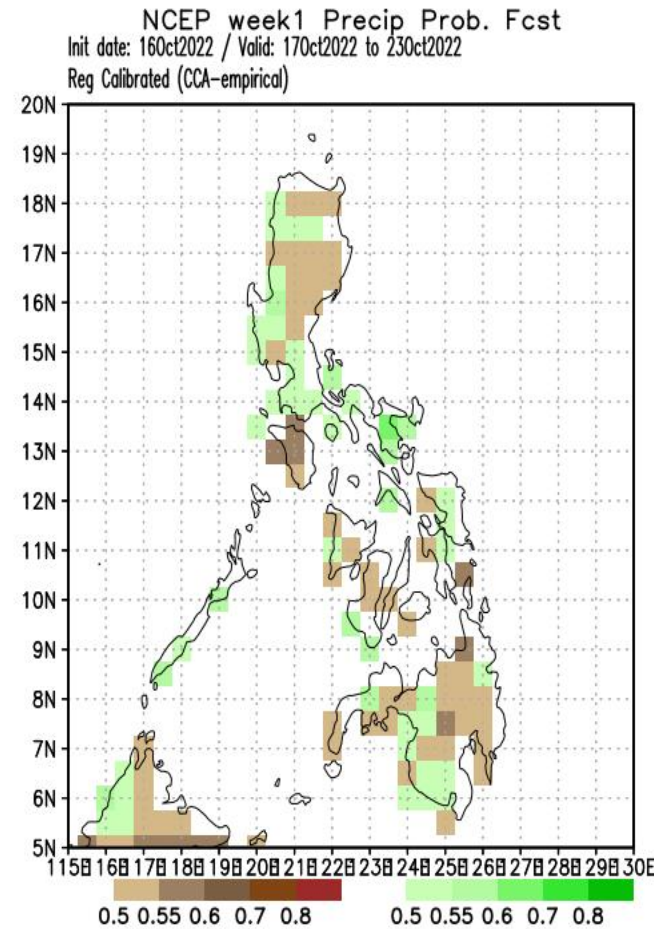 NCEP week1 Precip Prob. Fcst
Init date: 16Oct2022 / Valid: 17Oct2022 to 23Oct2022
Reg Calibrated (CCA-empirical)
20N
19N
18N
17N
16N
15N
14N
13N
12N
11N
10N
9N
8N
7N
6N
5N
115E 116E 117E 118E 119E 120E 121E 122E 123E 124E 125E 126E 127E 128E 129E 130E
0.5 0.55 0.6 0.7 0.8 0.5 0.55 0.6 0.7 0.8